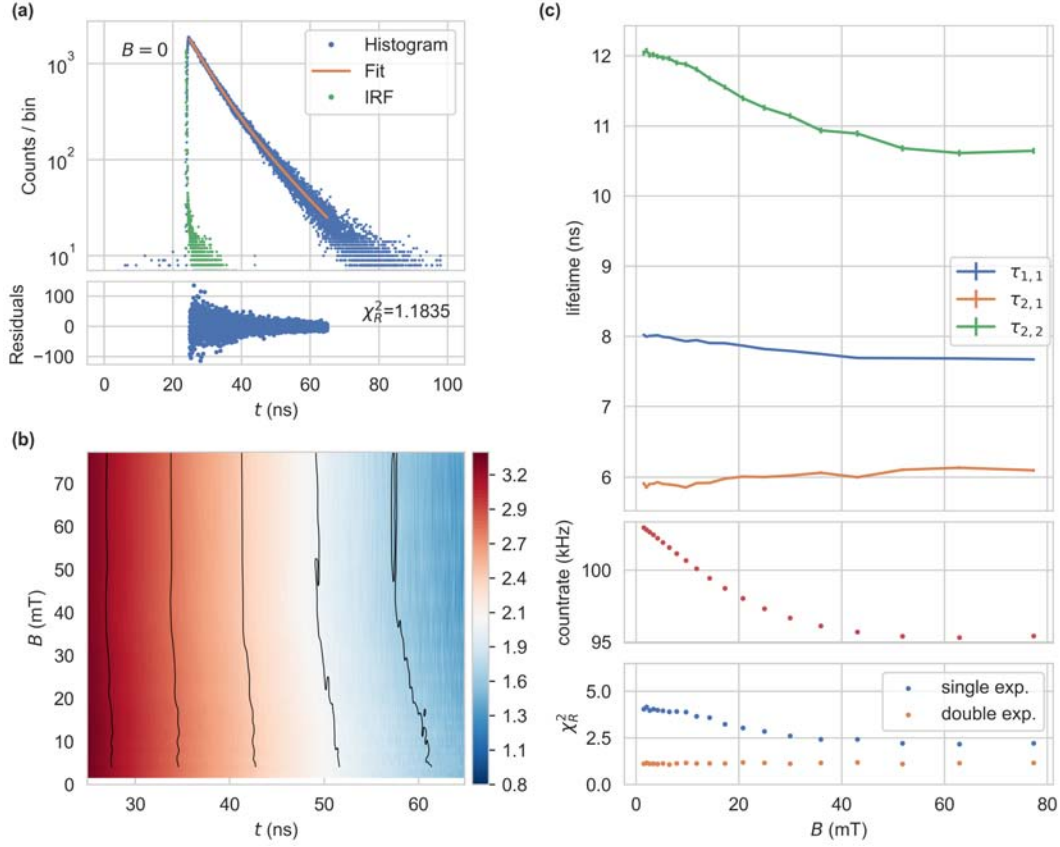 (a)
B = 0
Histogram
Fit
IRF
10³
10²
10¹
Counts / bin
100
0
−100
Residuals
χ²_R=1.1835
0
20
40
60
80
100
t (ns)
(b)
70
60
50
40
30
20
10
0
B (mT)
30
40
50
60
t (ns)
3.2
2.9
2.7
2.4
2.1
1.9
1.6
1.3
1.1
0.8
(c)
12
11
10
9
8
7
6
lifetime (ns)
τ₁,₁
τ₂,₁
τ₂,₂
100
95
countrate (kHz)
5.0
2.5
0.0
χ²_R
single exp.
double exp.
0
20
40
60
80
B (mT)